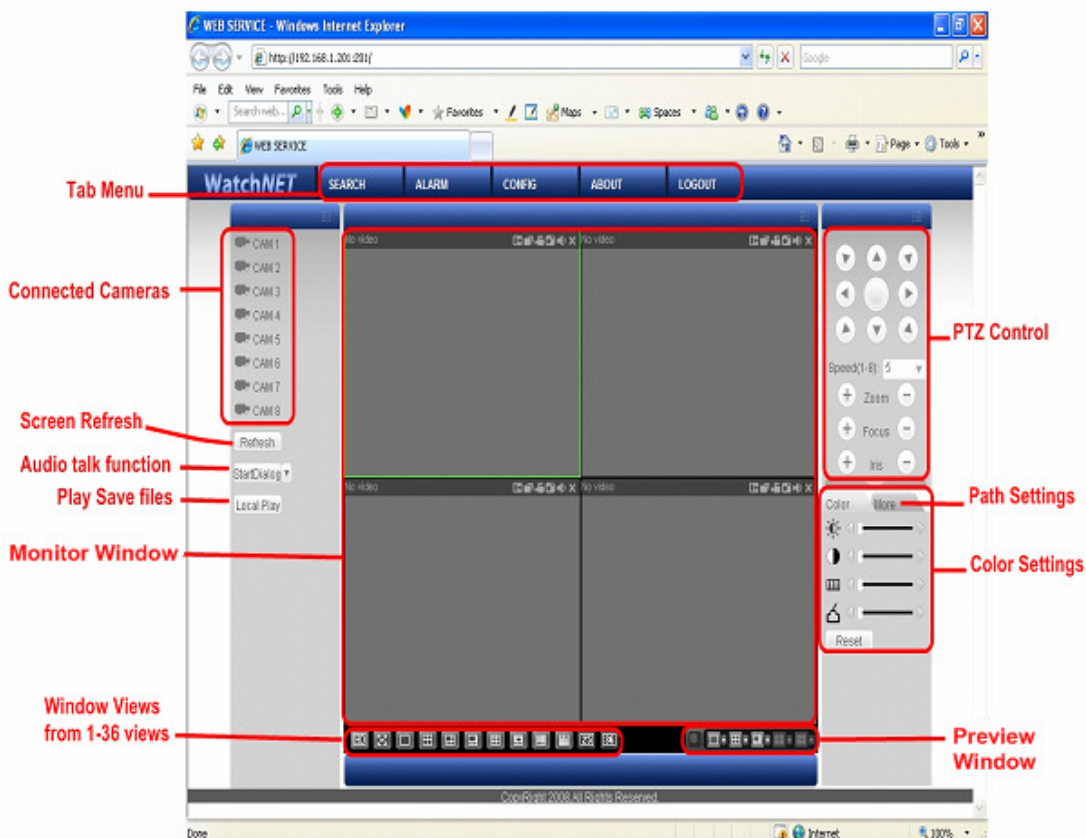 WEB SERVICE - Windows Internet Explorer
http://192.168.1.201:201/
Google
File Edit View Favorites Tools Help
Search web...
Favorites
Maps
Spaces
WEB SERVICE
Page
Tools
WatchNET
SEARCH
ALARM
CONFIG
ABOUT
LOGOUT
Tab Menu
Connected Cameras
CAM 1
CAM 2
CAM 3
CAM 4
CAM 5
CAM 6
CAM 7
CAM 8
Screen Refresh
Refresh
Audio talk function
StartDialog
Play Save files
Local Play
Monitor Window
No video
No video
No video
No video
PTZ Control
Speed(1-8): 5
Zoom
Focus
Iris
Path Settings
Color
More
Color Settings
Reset
Window Views
from 1-36 views
Preview
Window
CopyRight 2008,All Rights Reserved.
Done
Internet
100%